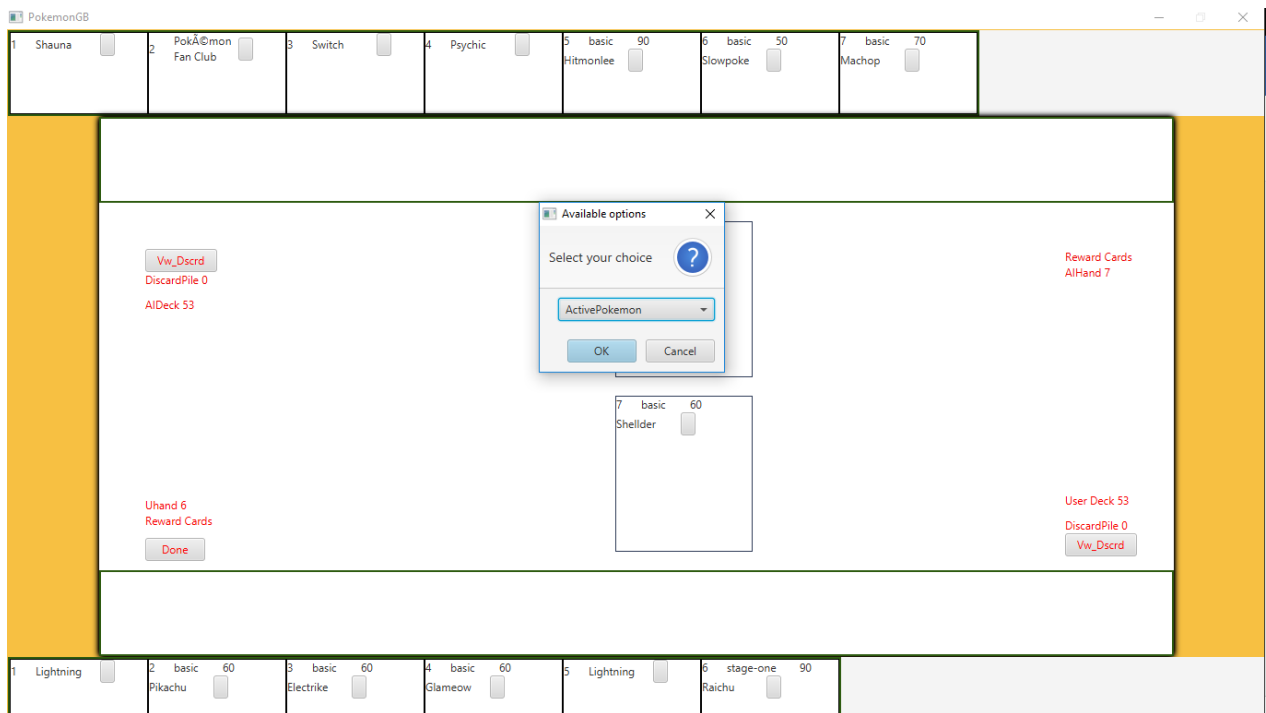 PokemonGB
1 Shauna
2 PokÃ©mon
Fan Club
3 Switch
4 Psychic
5 basic 90
Hitmonlee
6 basic 50
Slowpoke
7 basic 70
Machop
Available options
Select your choice
?
ActivePokemon
OK
Cancel
Vw_Dscrd
DiscardPile 0
AIDeck 53
Reward Cards
AIHand 7
7 basic 60
Shellder
Uhand 6
Reward Cards
Done
User Deck 53
DiscardPile 0
Vw_Dscrd
1 Lightning
2 basic 60
Pikachu
3 basic 60
Electrike
4 basic 60
Glameow
5 Lightning
6 stage-one 90
Raichu